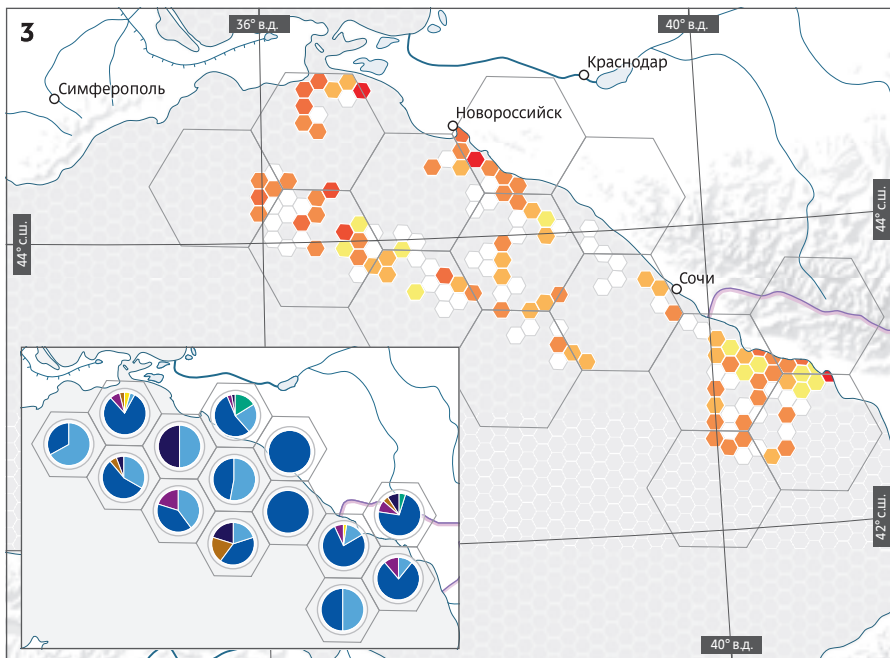 3
36° в.д.
40° в.д.
Краснодар
Симферополь
Новороссийск
44° с.ш.
44° с.ш.
Сочи
42° с.ш.
40° в.д.